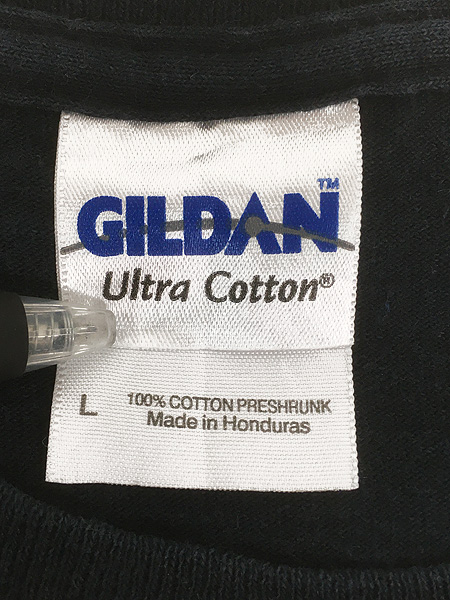 GILDAN™
Ultra Cotton®
L
100% COTTON PRESHRUNK
Made in Honduras